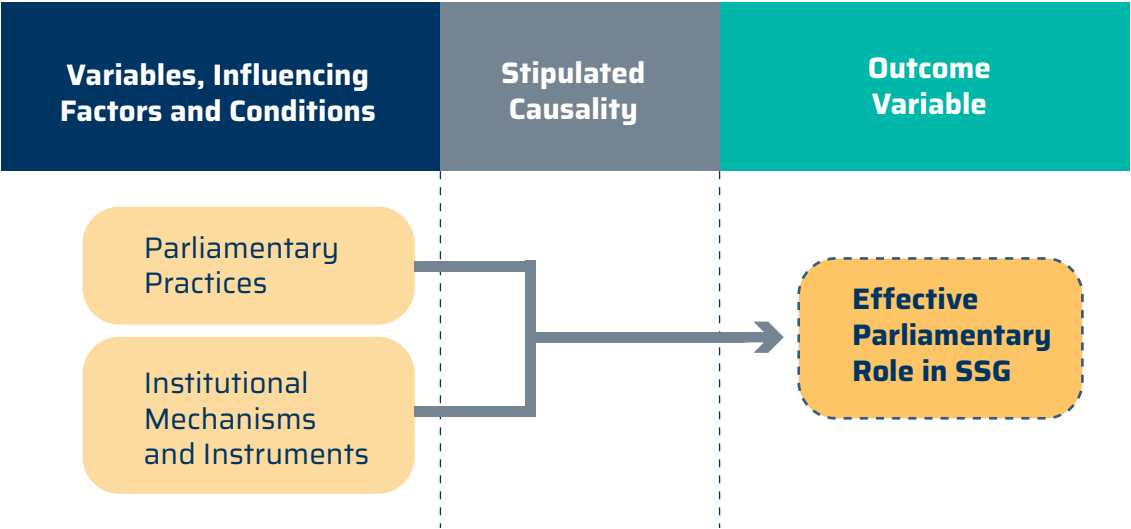 Variables, Influencing
Factors and Conditions
Stipulated
Causality
Outcome
Variable
Parliamentary
Practices
Institutional
Mechanisms
and Instruments
Effective
Parliamentary
Role in SSG